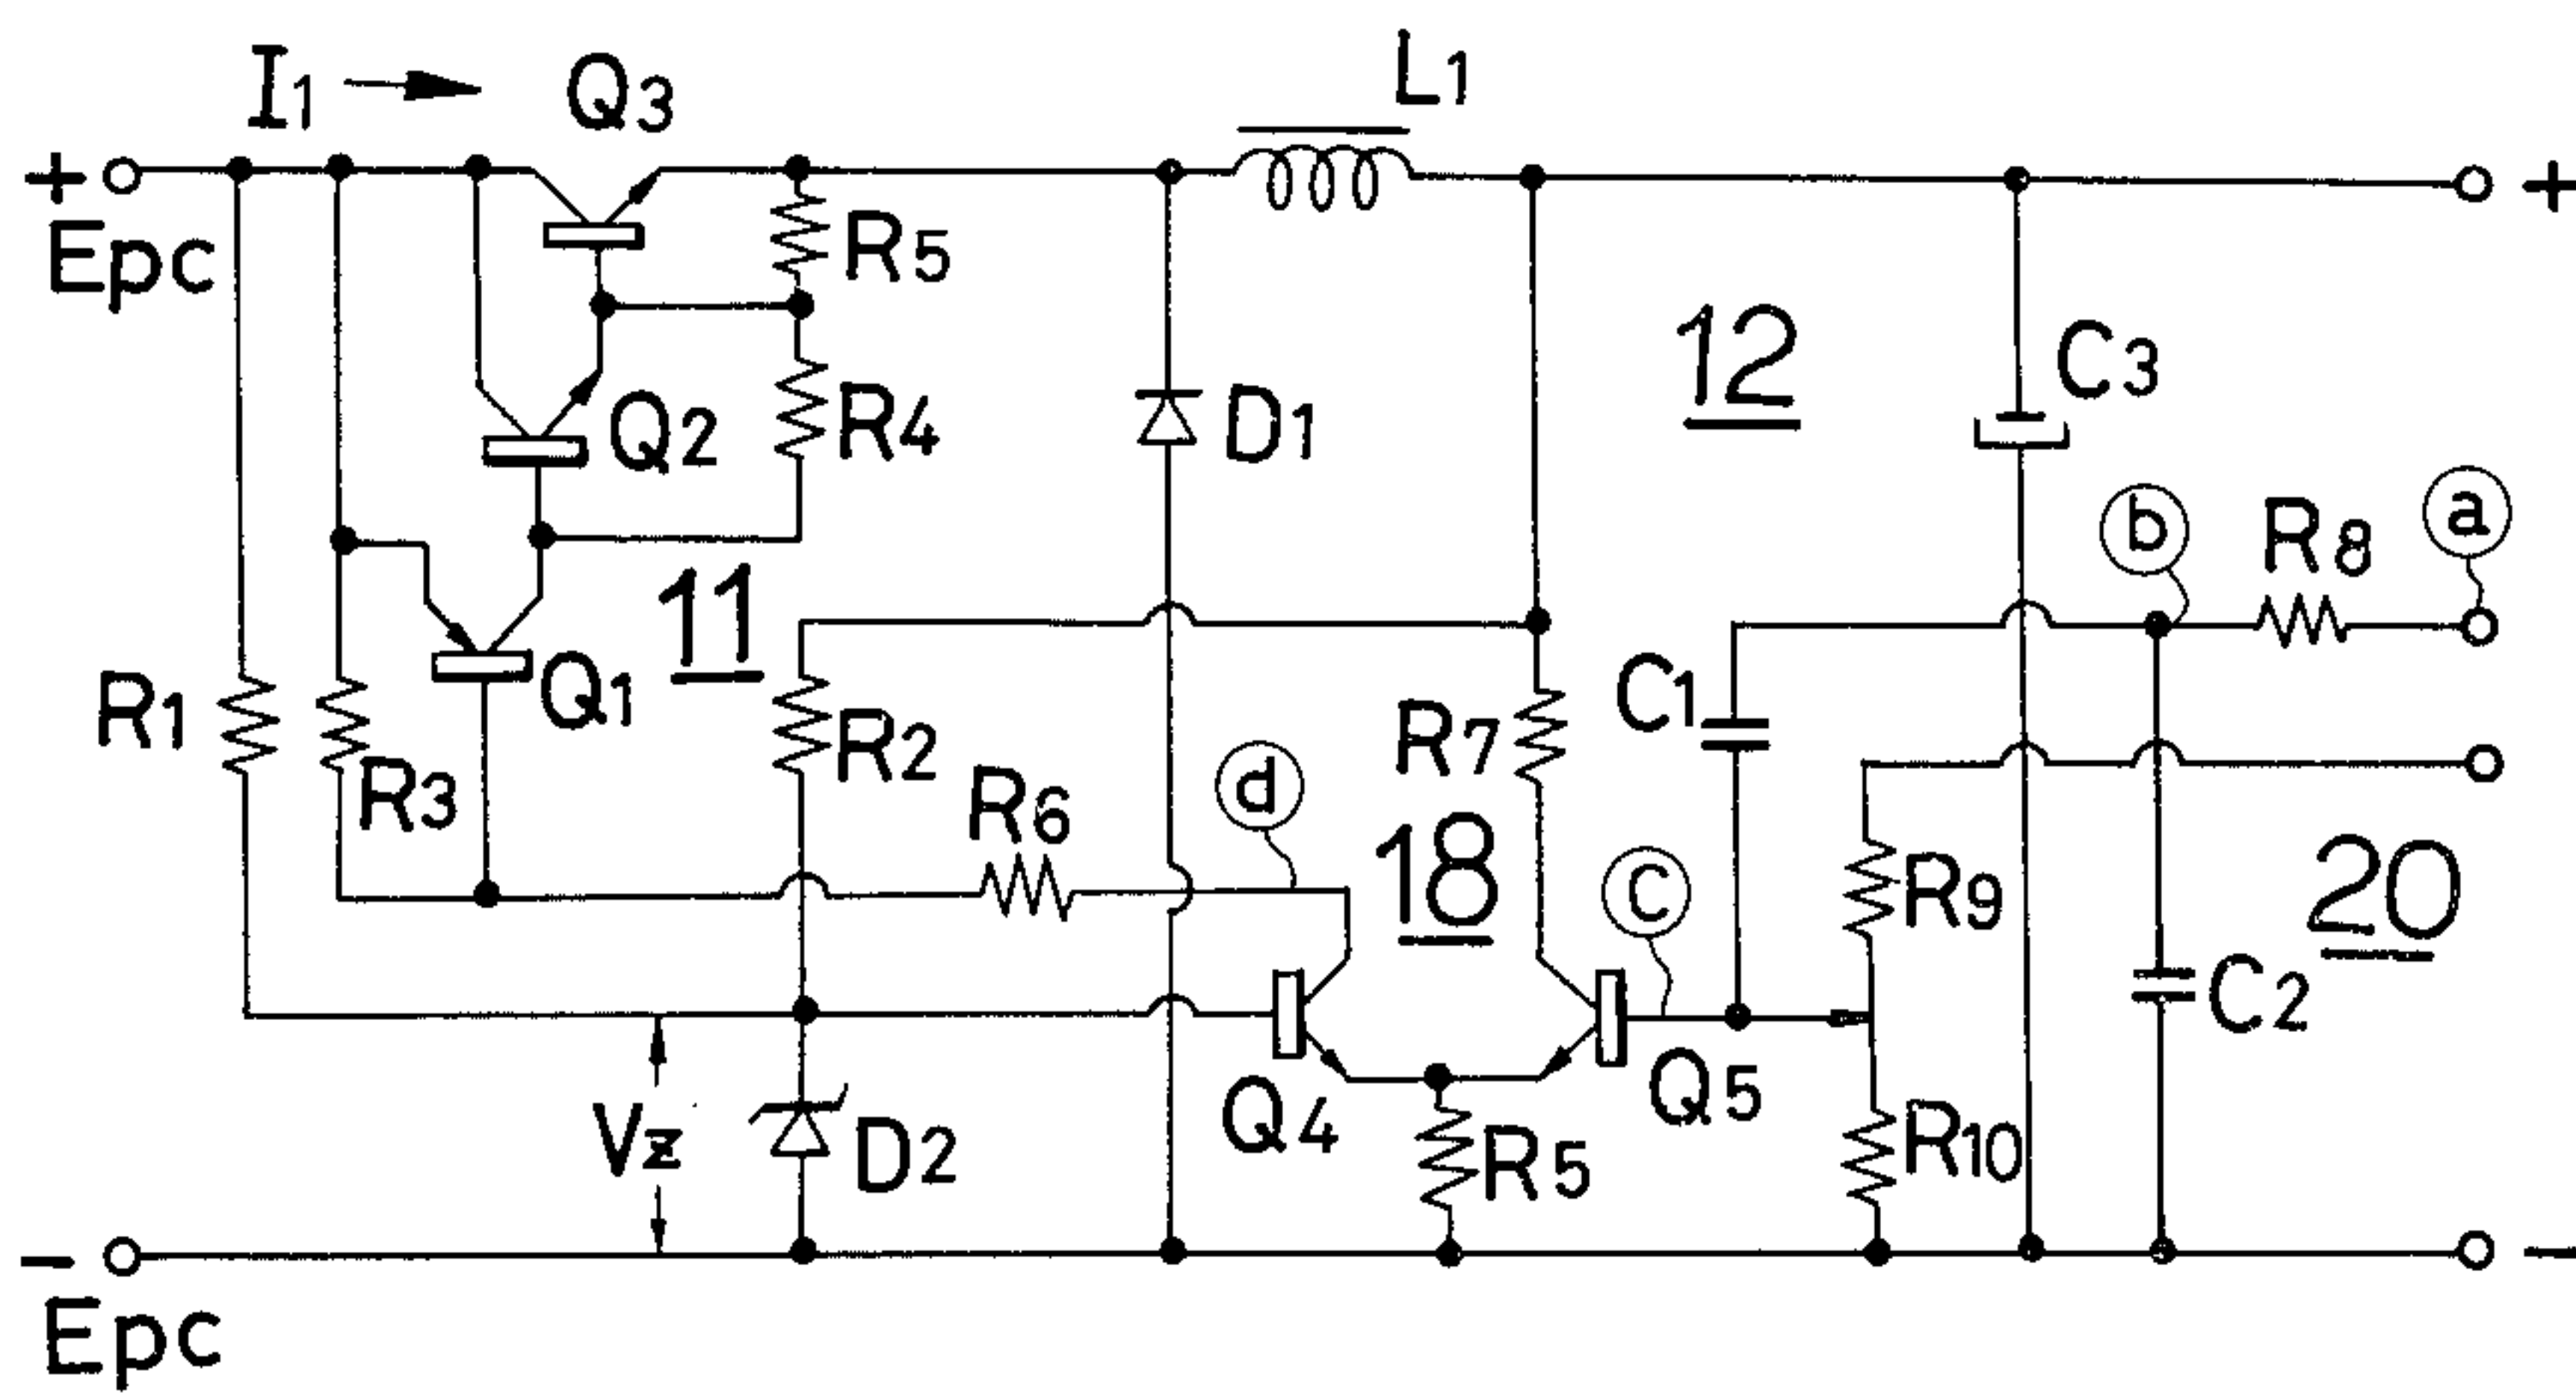 I1
Q3
L1
+
+
Epc
R5
12
C3
Q2
R4
D1
b
R8
a
11
Q1
C1
R1
R2
R7
R3
R6
d
18
C
R9
20
C2
Vz
D2
Q4
R5
Q5
R10
-
-
Epc